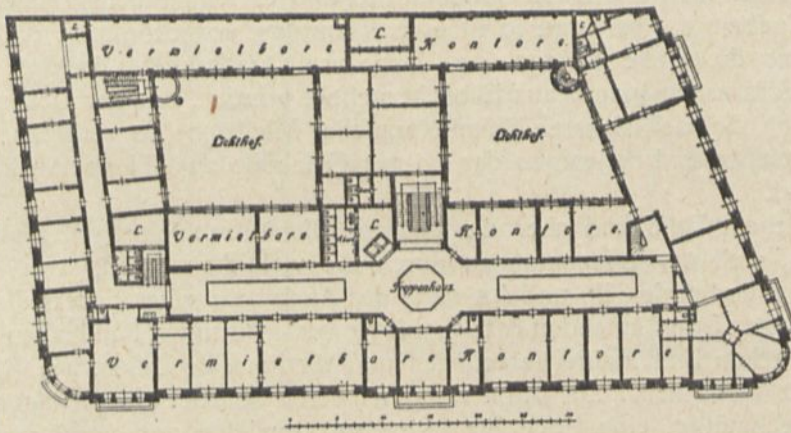 L.
L.
L.
Vermietbare Kontore.
Lichthof.
Lichthof.
L.
L.
Vermietbare
Kontore.
Treppenhaus.
Vermietbare Kontore